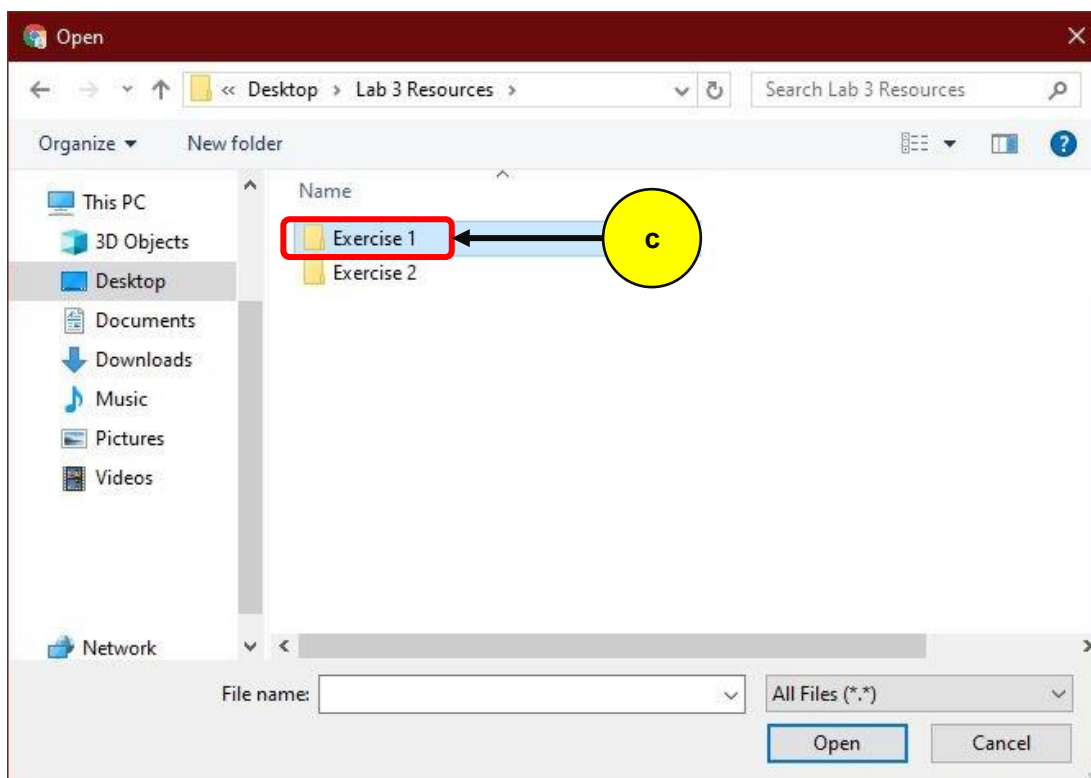 Open
« Desktop > Lab 3 Resources >
Search Lab 3 Resources
Organize
New folder
This PC
3D Objects
Desktop
Documents
Downloads
Music
Pictures
Videos
Network
Name
Exercise 1
c
Exercise 2
File name:
All Files (*.*)
Open
Cancel